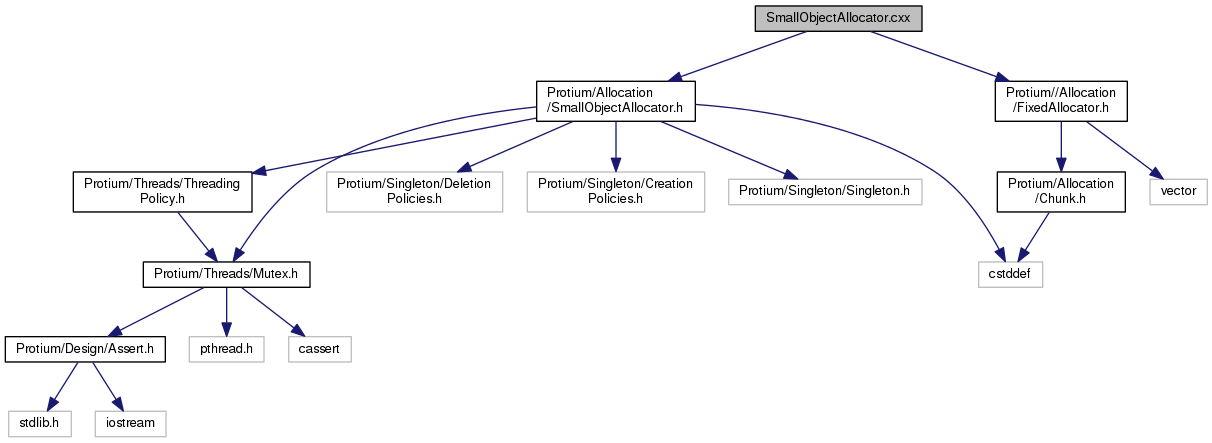 SmallObjectAllocator.cxx
Protium/Allocation
/SmallObjectAllocator.h
Protium//Allocation
/FixedAllocator.h
Protium/Threads/Threading
Policy.h
Protium/Singleton/Deletion
Policies.h
Protium/Singleton/Creation
Policies.h
Protium/Singleton/Singleton.h
Protium/Allocation
/Chunk.h
vector
Protium/Threads/Mutex.h
cstddef
Protium/Design/Assert.h
pthread.h
cassert
stdlib.h
iostream